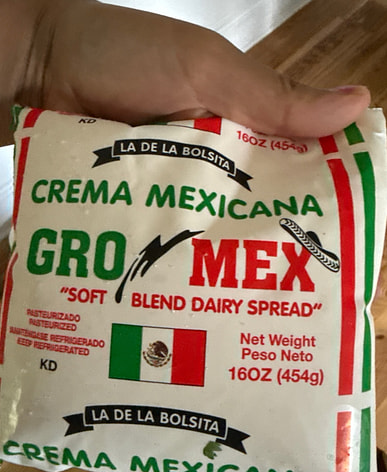 KD
16OZ (454g)
LA DE LA BOLSITA
CREMA MEXICANA
GRO MEX
"SOFT BLEND DAIRY SPREAD"
PASTEURIZADO
PASTEURIZED
MANTENGASE REFRIGERADO
KEEP REFRIGERATED
KD
Net Weight
Peso Neto
16OZ (454g)
LA DE LA BOLSITA
CREMA MEXICANA